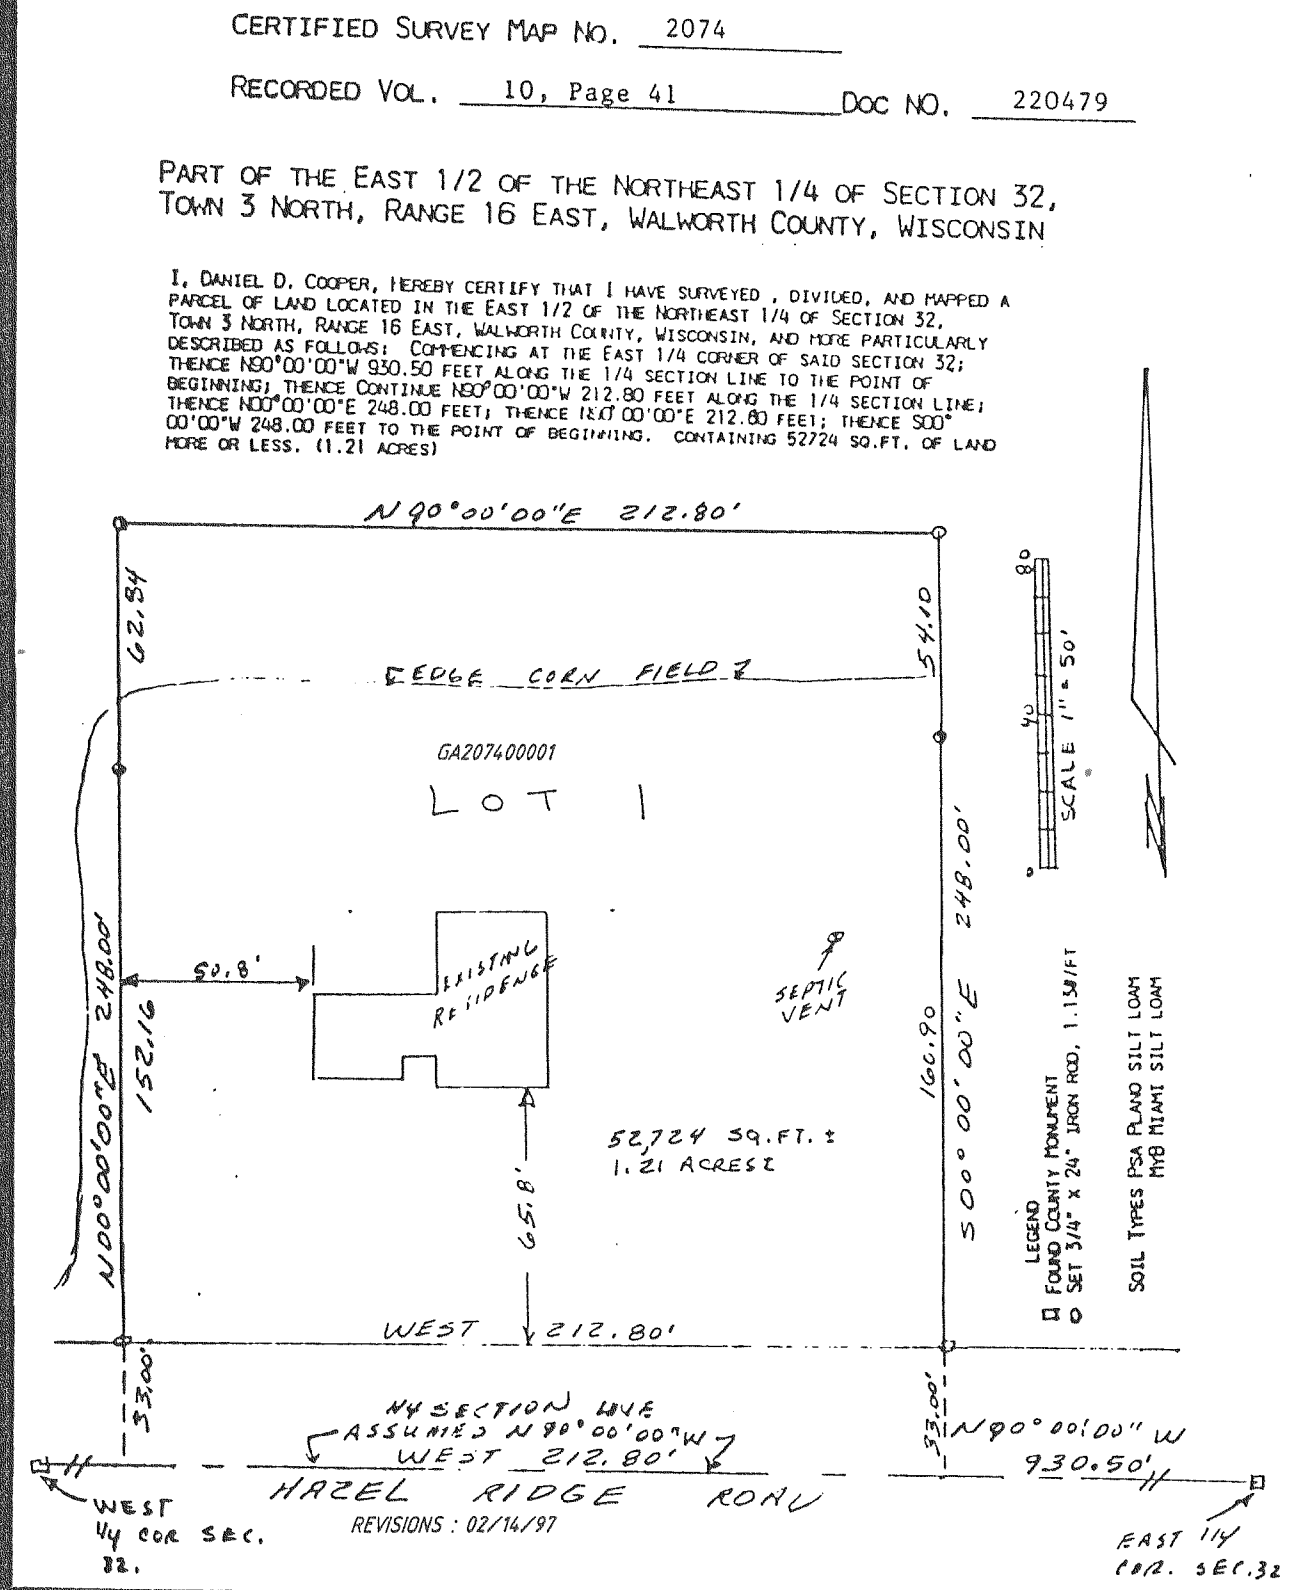 CERTIFIED SURVEY MAP NO. 2074
RECORDED VOL. 10, Page 41 DOC NO. 220479
PART OF THE EAST 1/2 OF THE NORTHEAST 1/4 OF SECTION 32,
TOWN 3 NORTH, RANGE 16 EAST, WALWORTH COUNTY, WISCONSIN
I, DANIEL D. COOPER, HEREBY CERTIFY THAT I HAVE SURVEYED, DIVIDED, AND MAPPED A
PARCEL OF LAND LOCATED IN THE EAST 1/2 OF THE NORTHEAST 1/4 OF SECTION 32,
TOWN 3 NORTH, RANGE 16 EAST, WALWORTH COUNTY, WISCONSIN, AND MORE PARTICULARLY
DESCRIBED AS FOLLOWS: COMMENCING AT THE EAST 1/4 CORNER OF SAID SECTION 32;
THENCE N90°00'00"W 930.50 FEET ALONG THE 1/4 SECTION LINE TO THE POINT OF
BEGINNING; THENCE CONTINUE N90°00'00"W 212.80 FEET ALONG THE 1/4 SECTION LINE;
THENCE N00°00'00"E 248.00 FEET; THENCE 00'00"E 212.80 FEET; THENCE S00°
00'00"W 248.00 FEET TO THE POINT OF BEGINNING. CONTAINING 52724 SQ.FT. OF LAND
MORE OR LESS. (1.21 ACRES)
N 90°00'00"E 212.80'
62.84
54.10
EDGE CORN FIELD
GA207400001
LOT 1
80
40
0
SCALE 1" = 50'
N
N00°00'00"E 248.00
152.16
50.8'
EXISTING
RESIDENCE
SEPTIC
VENT
160.90
S 00° 00' 00" E 248.00'
52,724 SQ.FT. ±
1.21 ACRES±
65.8'
LEGEND
FOUND COUNTY MONUMENT
SET 3/4" X 24" IRON ROD, 1.13#/FT
SOIL TYPES PSA PLANO SILT LOAM
MYB MIAMI SILT LOAM
WEST 212.80'
33.00'
33.00'
1/4 SECTION LINE
ASSUMED N 90°00'00"W
WEST 212.80'
N 90°00'00" W
930.50'
HAZEL RIDGE ROAD
REVISIONS : 02/14/97
WEST
1/4 COR SEC.
32.
EAST 1/4
COR. SEC.32